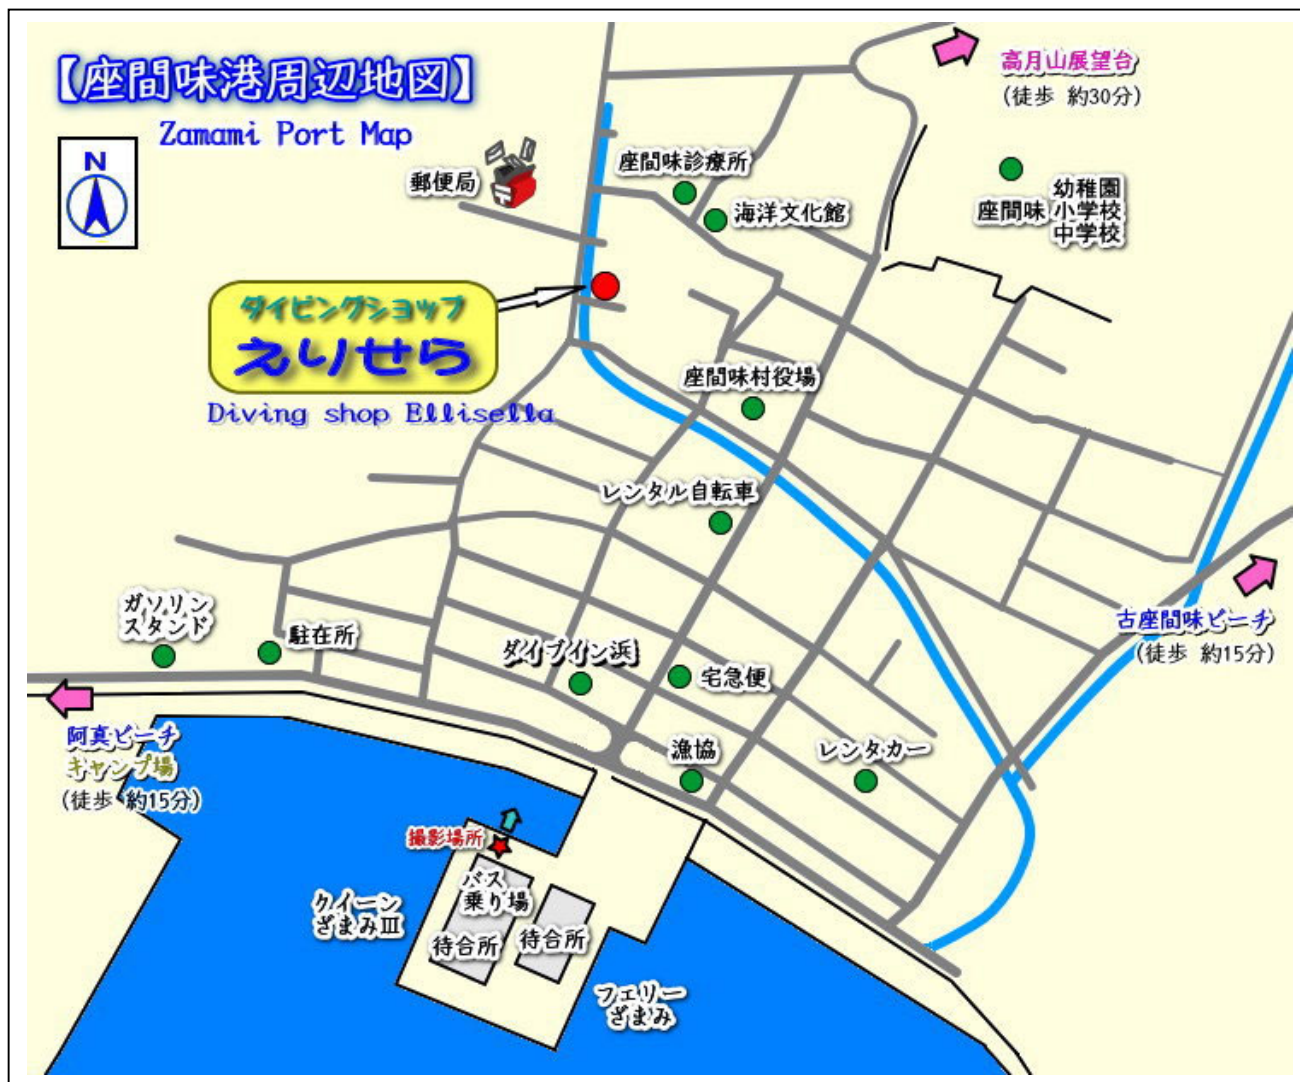 【座間味港周辺地図】
Zamami Port Map
N
高月山展望台
(徒歩 約30分)
郵便局
〒
座間味診療所
海洋文化館
座間味
幼稚園
小学校
中学校
ダイビングショップ
えりせら
Diving shop Ellisella
座間味村役場
レンタル自転車
ガソリン
スタンド
駐在所
ダイブイン浜
宅急便
古座間味ビーチ
(徒歩 約15分)
阿真ビーチ
キャンプ場
(徒歩 約15分)
漁協
レンタカー
撮影場所
バス
乗り場
クイーン
ざまみⅢ
待合所
待合所
フェリー
ざまみ